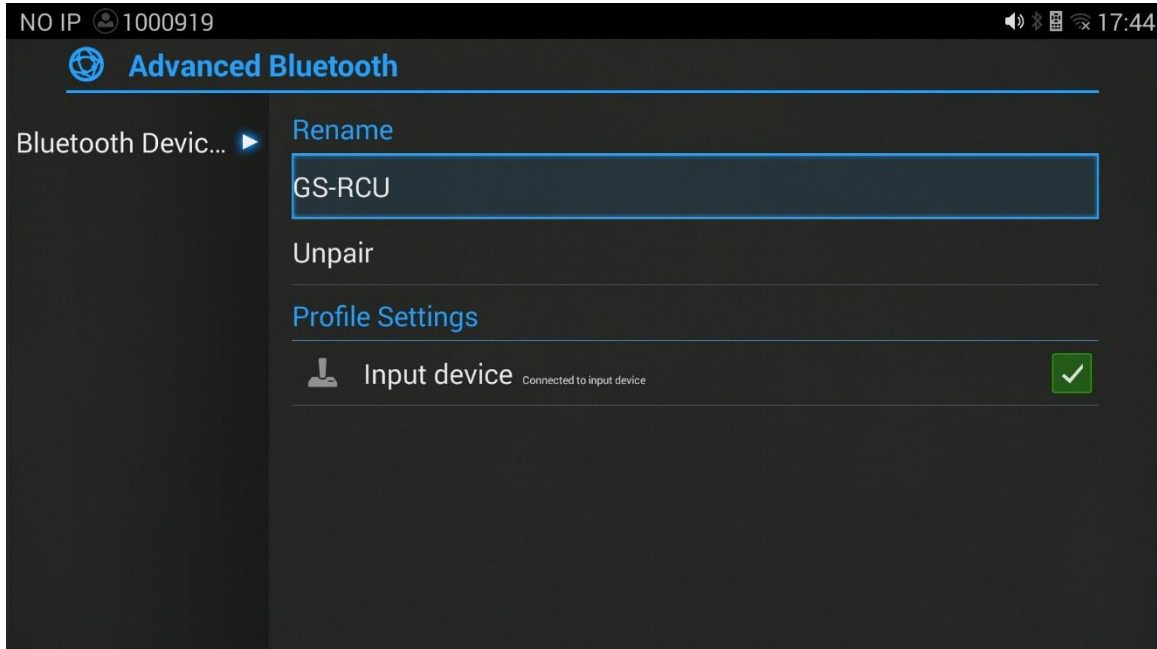 NO IP 1000919 17:44
Advanced Bluetooth
Bluetooth Devic...
Rename
GS-RCU
Unpair
Profile Settings
Input device Connected to input device